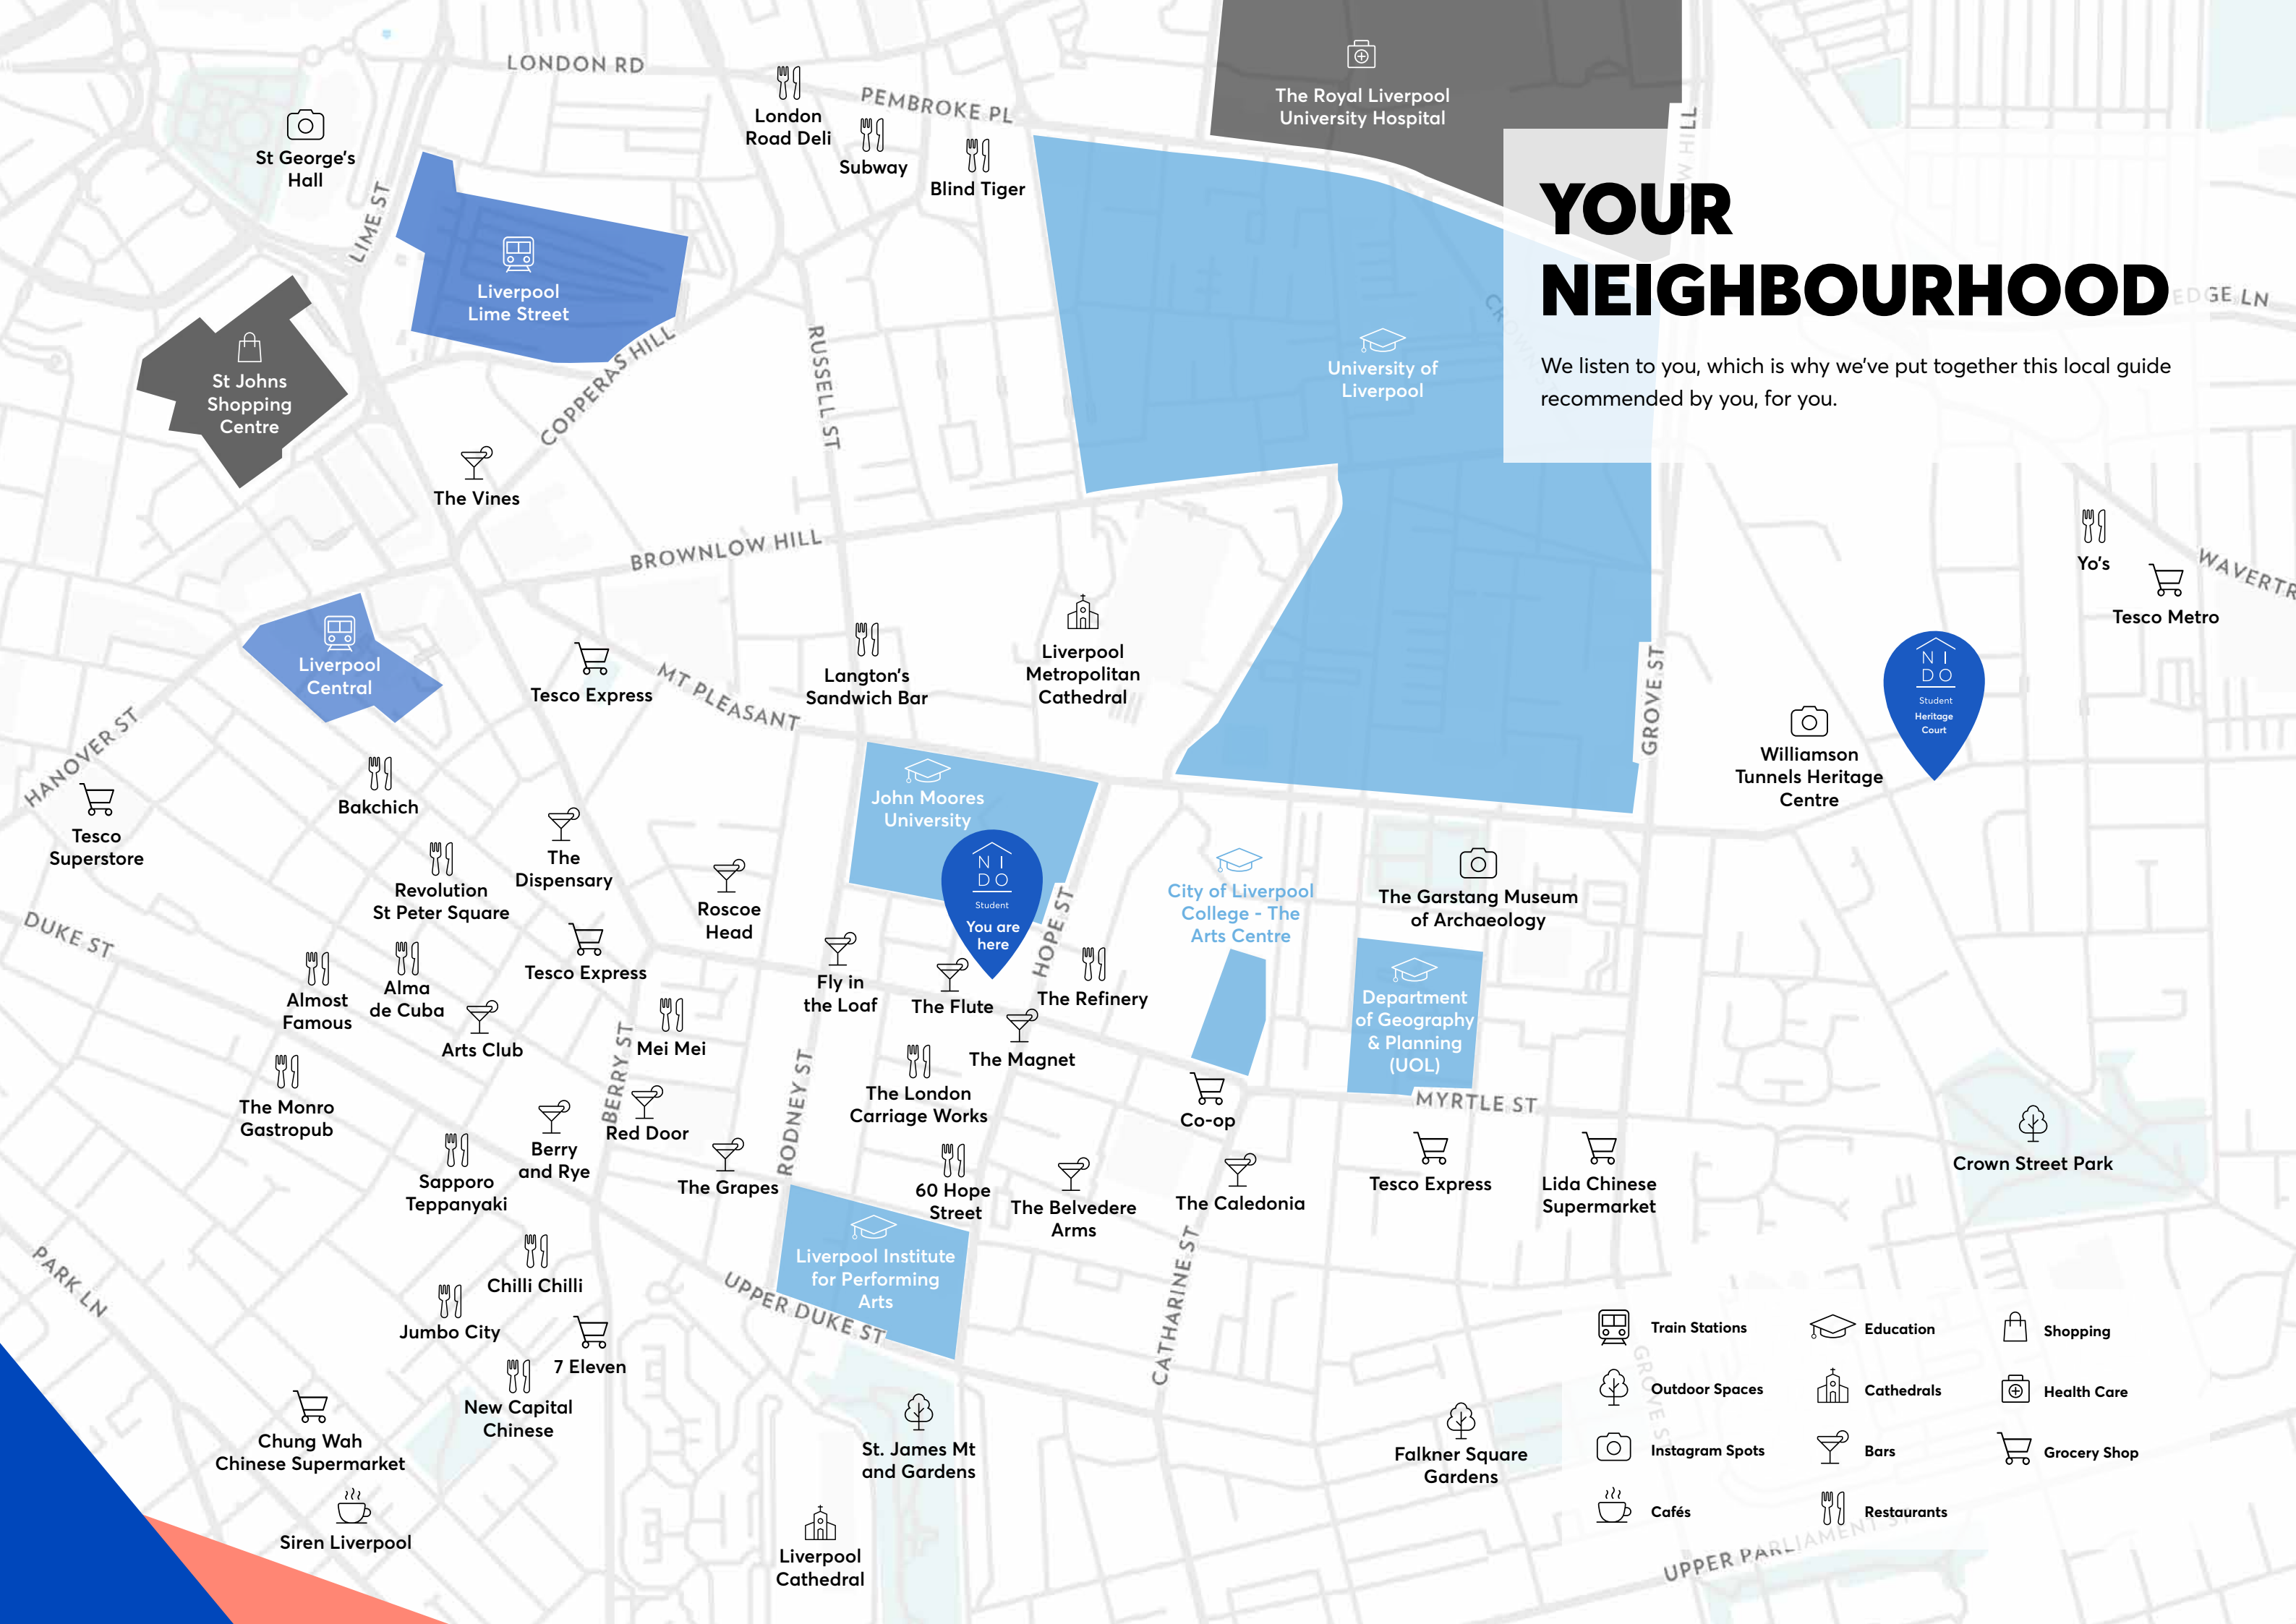 YOUR
NEIGHBOURHOOD
We listen to you, which is why we've put together this local guide
recommended by you, for you.
LONDON RD
PEMBROKE PL
London
Road Deli
Subway
Blind Tiger
The Royal Liverpool
University Hospital
St George's
Hall
LIME ST
Liverpool
Lime Street
St Johns
Shopping
Centre
COPPERAS HILL
RUSSELL ST
University of
Liverpool
The Vines
BROWNLOW HILL
Yo's
Tesco Metro
Liverpool
Central
Tesco Express
MT PLEASANT
Langton's
Sandwich Bar
Liverpool
Metropolitan
Cathedral
GROVE ST
NI
DO
Student
Heritage
Court
Williamson
Tunnels Heritage
Centre
HANOVER ST
Tesco
Superstore
Bakchich
John Moores
University
Revolution
St Peter Square
The
Dispensary
Roscoe
Head
NI
DO
Student
You are
here
HOPE ST
City of Liverpool
College - The
Arts Centre
The Garstang Museum
of Archaeology
DUKE ST
Almost
Famous
Alma
de Cuba
Tesco Express
Arts Club
Fly in
the Loaf
The Flute
The Refinery
Department
of Geography
& Planning
(UOL)
Mei Mei
The Magnet
The Monro
Gastropub
BERRY ST
RODNEY ST
The London
Carriage Works
Co-op
MYRTLE ST
Berry
and Rye
Red Door
Sapporo
Teppanyaki
The Grapes
60 Hope
Street
The Belvedere
Arms
The Caledonia
Tesco Express
Lida Chinese
Supermarket
Crown Street Park
PARK LN
Chilli Chilli
Jumbo City
7 Eleven
New Capital
Chinese
Liverpool Institute
for Performing
Arts
UPPER DUKE ST
CATHARINE ST
Chung Wah
Chinese Supermarket
Siren Liverpool
St. James Mt
and Gardens
Liverpool
Cathedral
Falkner Square
Gardens
Train Stations
Education
Shopping
Outdoor Spaces
Cathedrals
Health Care
Instagram Spots
Bars
Grocery Shop
Cafés
Restaurants
GROVE ST
UPPER PARLIAMENT ST